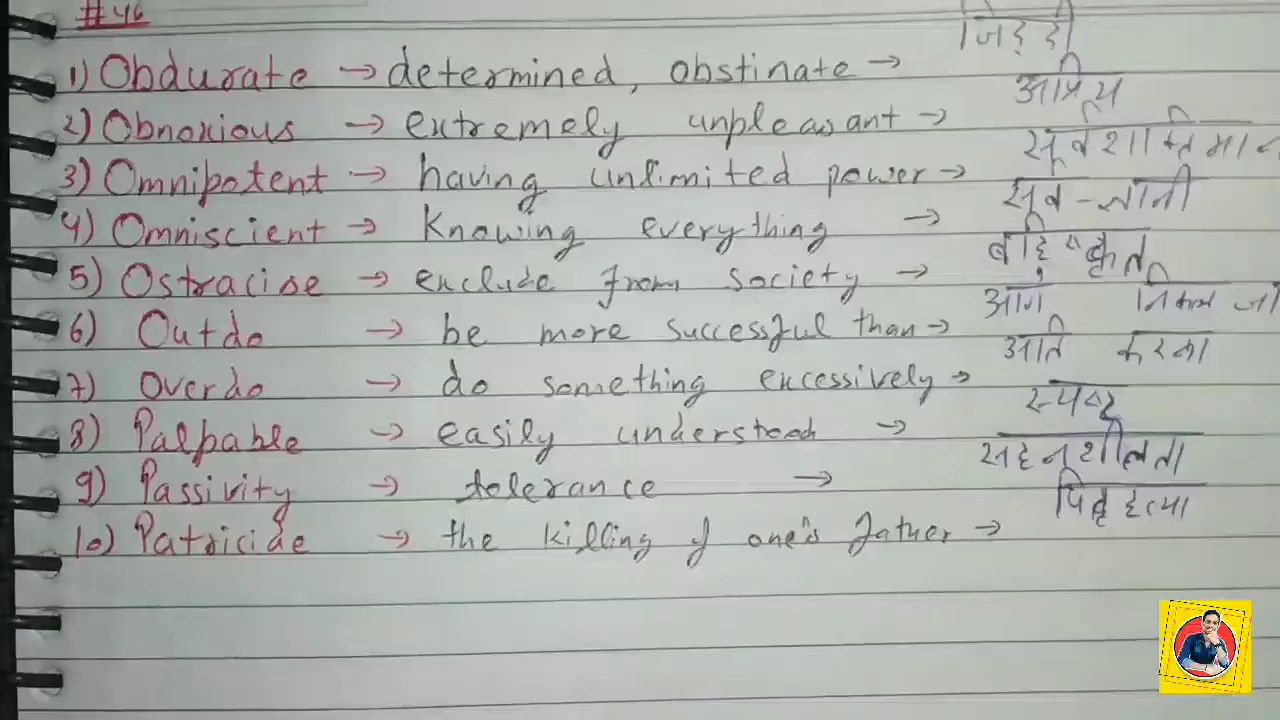 #46
1) Obdurate → determined, obstinate → जिद्दी
2) Obnoxious → extremely unpleasant → अप्रिय
3) Omnipotent → having unlimited power → सर्वशक्तिमान
4) Omniscient → Knowing everything → सर्व-ज्ञानी
5) Ostracise → exclude from society → बहिष्कृत
6) Outdo → be more successful than → आगे निकल जा
7) Overdo → do something excessively → अति करना
8) Palpable → easily understood → स्पष्ट
9) Passivity → tolerance → सहनशीलता
10) Patricide → the killing of one's father → पितृहत्या